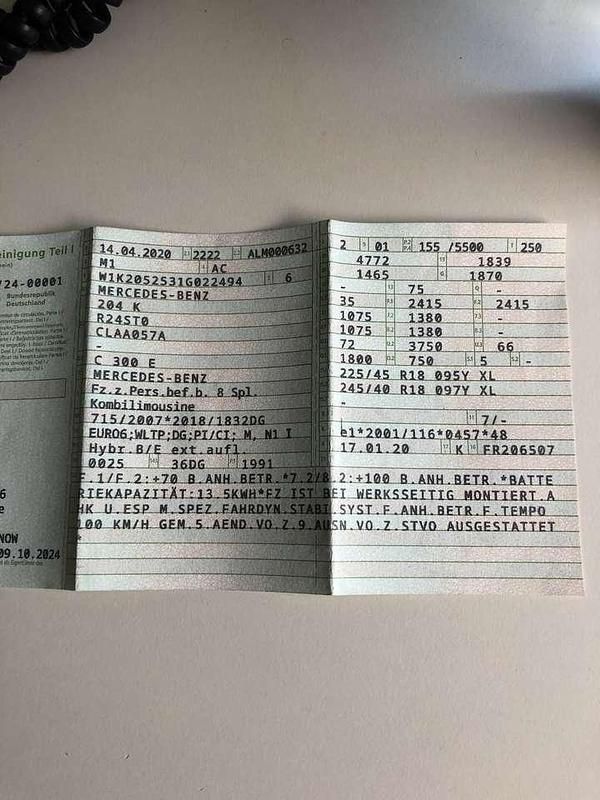 einigung Teil I
/24-00001
Bundesrepublik
Deutschland
NOW
09.10.2024
14.04.2020 2222 ALM000632
M1 AC
W1K2052531G022494 6
MERCEDES-BENZ
204 K
R24ST0
CLAA057A
-
C 300 E
MERCEDES-BENZ
Fz.z.Pers.bef.b. 8 Spl.
Kombilimousine
715/2007*2018/1832DG
EURO6;WLTP;DG;PI/CI; M, N1 I
Hybr.B/E ext.aufl.
0025 36DG 1991
2 01 155 /5500 250
4772 1839
1465 1870
- 75 -
35 2415 2415
1075 1380 -
1075 1380 -
72 3750 66
1800 750 5 -
225/45 R18 095Y XL
245/40 R18 097Y XL
-
7/-
e1*2001/116*0457*48
17.01.20 K FR206507
F.1/F.2:+70 B.ANH.BETR.*7.2/8.2:+100 B.ANH.BETR.*BATTE
RIEKAPAZITÄT:13.5KWH*FZ IST BEI WERKSSEITIG MONTIERT.A
HK U.ESP M.SPEZ.FAHRDYN.STABI.SYST.F.ANH.BETR.F.TEMPO
100 KM/H GEM.5.AEND.VO.Z.9.AUSN.VO.Z.STVO AUSGESTATTET
*